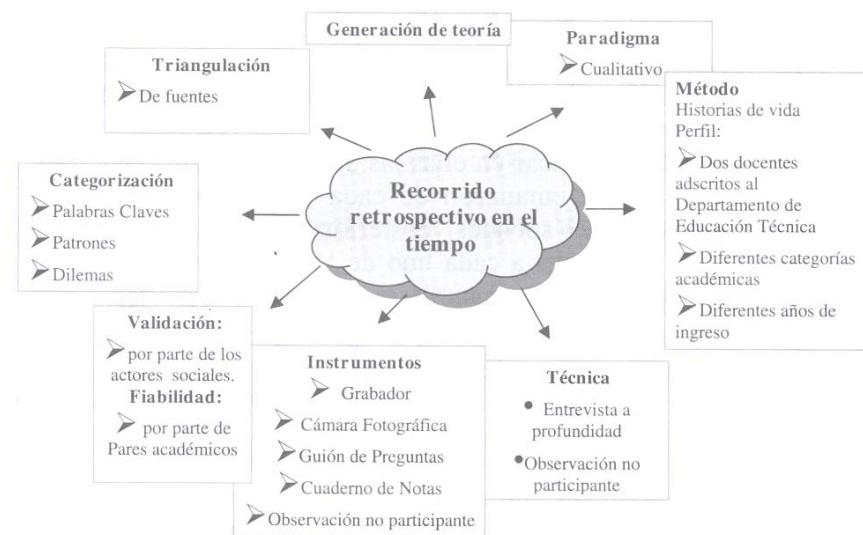 Generación de teoría
Paradigma
➢ Cualitativo
Triangulación
➢ De fuentes
Método
Historias de vida
Perfil:
➢ Dos docentes
adscritos al
Departamento de
Educación Técnica
➢ Diferentes categorías
académicas
➢ Diferentes años de
ingreso
Recorrido
retrospectivo en el
tiempo
Categorización
➢ Palabras Claves
➢ Patrones
➢ Dilemas
Validación:
➢ por parte de los
actores sociales.
Fiabilidad:
➢ por parte de
Pares académicos
Instrumentos
➢ Grabador
➢ Cámara Fotográfica
➢ Guión de Preguntas
➢ Cuaderno de Notas
➢ Observación no participante
Técnica
• Entrevista a
profundidad
•Observación no
participante